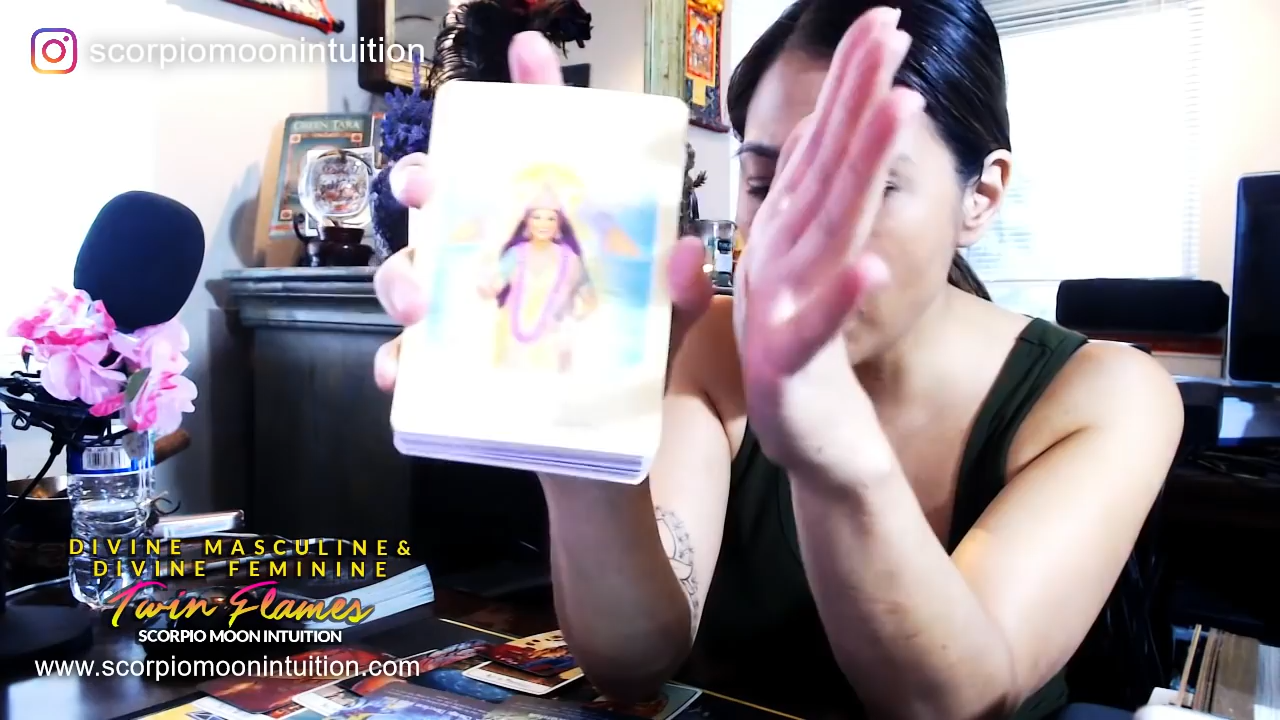 scorpiomoonintuition
GREEN TARA
DIVINE MASCULINE&
DIVINE FEMININE
Twin Flames
SCORPIO MOON INTUITION
www.scorpiomoonintuition.com